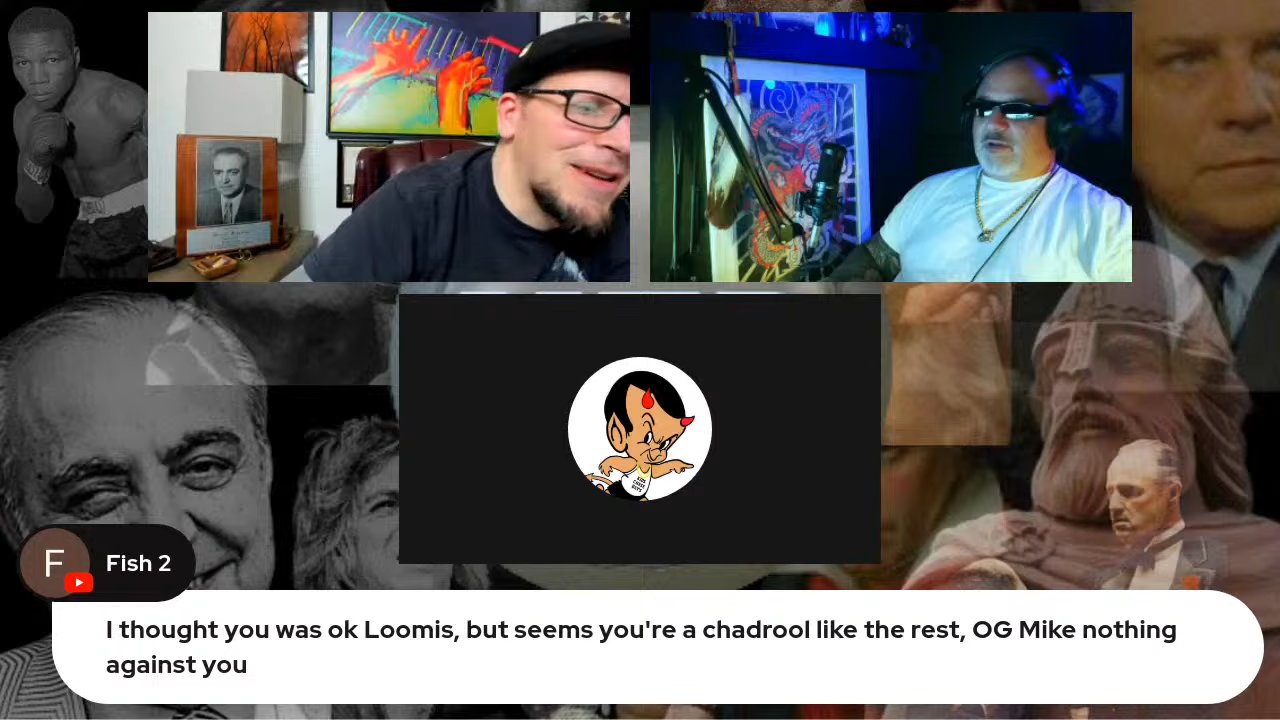 F
Fish 2
I thought you was ok Loomis, but seems you're a chadrool like the rest, OG Mike nothing
against you